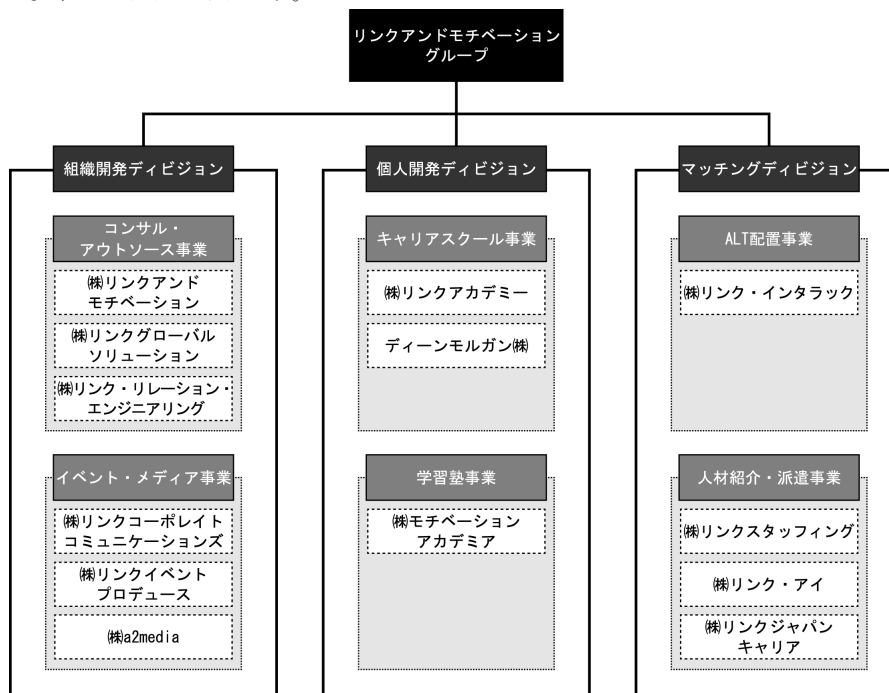 リンクアンドモチベーション
グループ
組織開発ディビジョン
コンサル・
アウトソース事業
㈱リンクアンド
モチベーション
㈱リンクグローバル
ソリューション
㈱リンク・リレーション・
エンジニアリング
イベント・メディア事業
㈱リンクコーポレイト
コミュニケーションズ
㈱リンクイベント
プロデュース
㈱a2media
個人開発ディビジョン
キャリアスクール事業
㈱リンクアカデミー
ディーンモルガン㈱
学習塾事業
㈱モチベーション
アカデミア
マッチングディビジョン
ALT配置事業
㈱リンク・インタラック
人材紹介・派遣事業
㈱リンクスタッフィング
㈱リンク・アイ
㈱リンクジャパン
キャリア